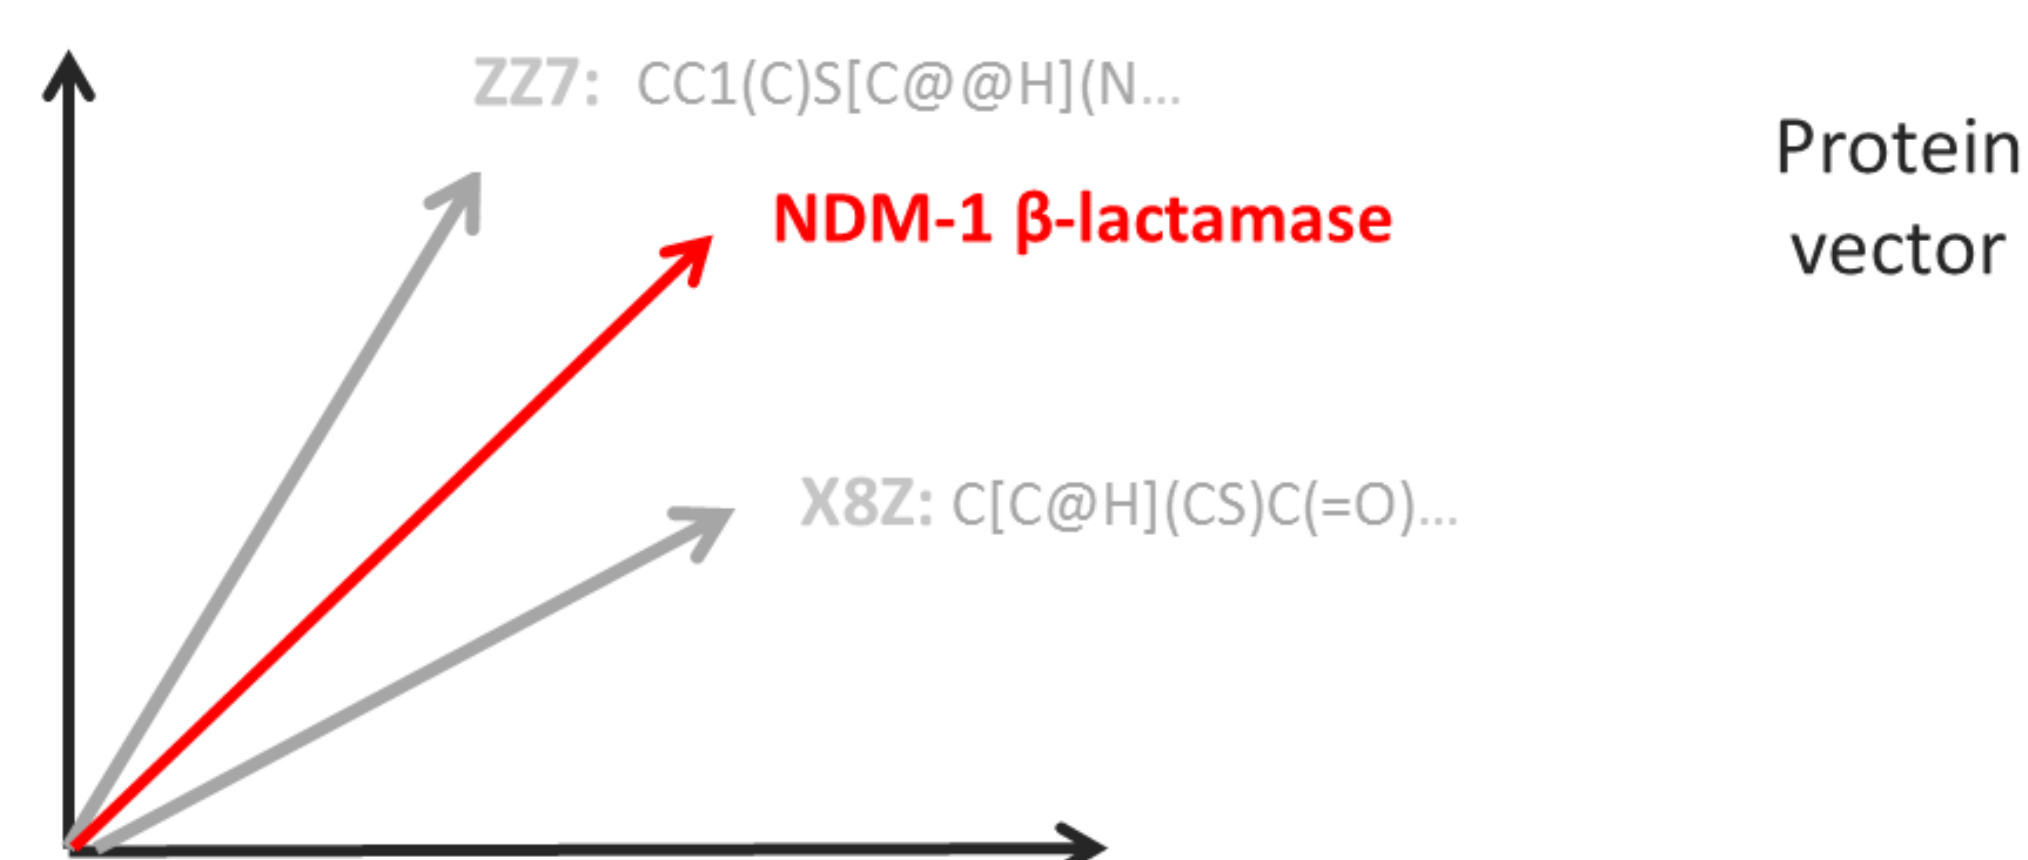 ZZ7: CC1(C)S[C@@H](N...
NDM-1 β-lactamase
X8Z: C[C@H](CS)C(=O)...
Protein
vector